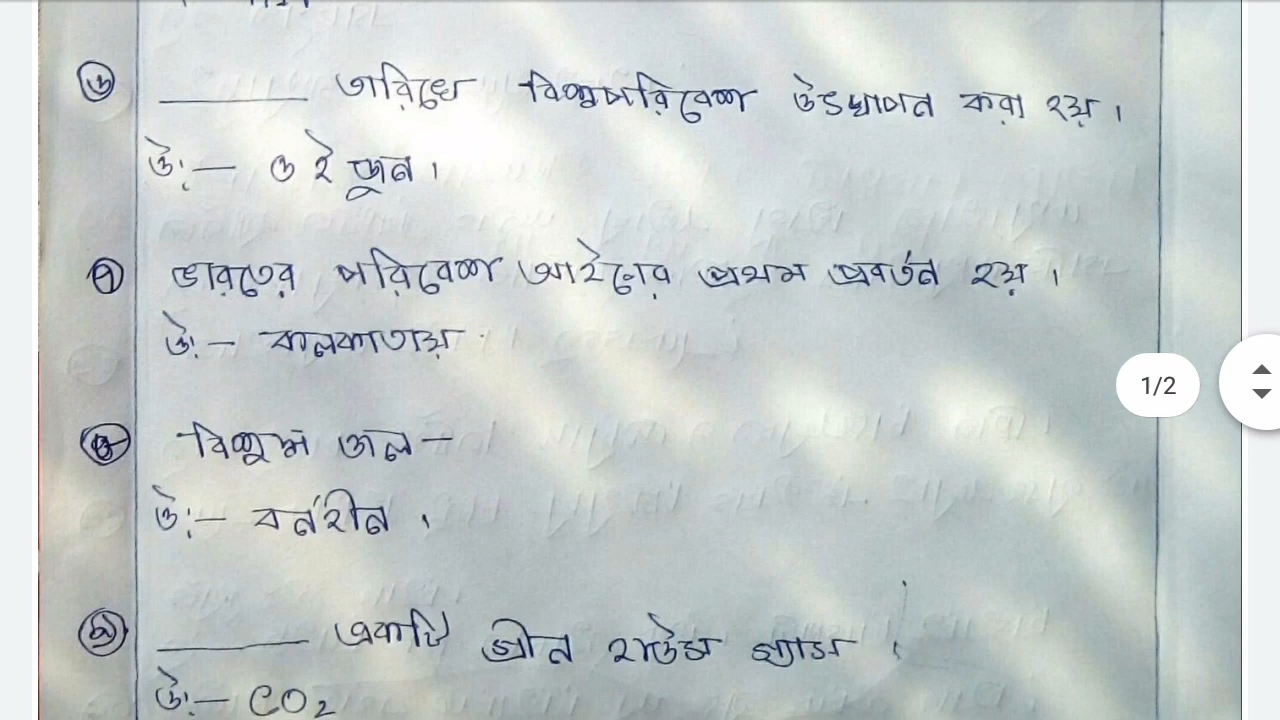 ৬ ______ তারিখে বিশ্বপরিবেশ উদযাপন করা হয়।
উ:— ৫ ই জুন।
৭ ভারতের পরিবেশ আইনের প্রথম প্রবর্তন হয়।
উ:— কলকাতায়
1/2
৮ বিশুদ্ধ জল —
উ:— বর্নহীন।
৯ ______ একটি গ্রীন হাউস গ্যাস।
উ:— CO₂